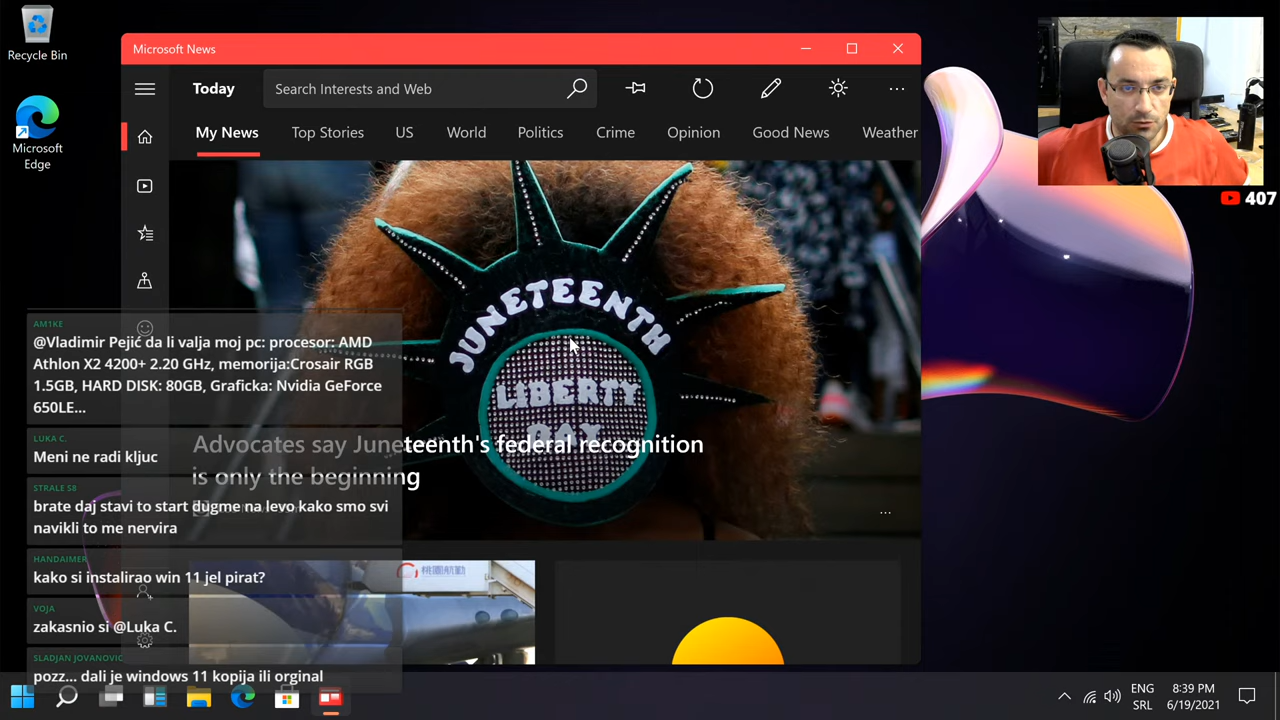 Recycle Bin
Microsoft
Edge
Microsoft News
Today
Search Interests and Web
My News
Top Stories
US
World
Politics
Crime
Opinion
Good News
Weather
407
JUNETEENTH
LIBERTY
DAY
Advocates say Juneteenth's federal recognition
is only the beginning
AM1KE
@Vladimir Pejić da li valja moj pc: procesor: AMD
Athlon X2 4200+ 2.20 GHz, memorija:Crosair RGB
1.5GB, HARD DISK: 80GB, Graficka: Nvidia GeForce
650LE...
LUKA C.
Meni ne radi kljuc
STRALE S8
brate daj stavi to start dugme na levo kako smo svi
navikli to me nervira
HANDAIMER
kako si instalirao win 11 jel pirat?
VOJA
zakasnio si @Luka C.
SLADJAN JOVANOVIC
pozz... dali je windows 11 kopija ili orginal
ENG
SRL
8:39 PM
6/19/2021